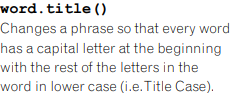 word.title()
Changes a phrase so that every word
has a capital letter at the beginning
with the rest of the letters in the
word in lower case (i.e.Title Case).